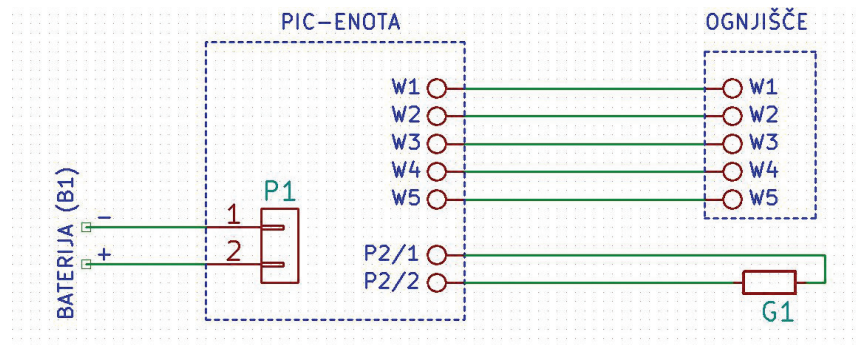 PIC-ENOTA
OGNJIŠČE
W1
W1
W2
W2
W3
W3
W4
W4
W5
W5
P1
BATERIJA (B1)
-
1
+
2
P2/1
P2/2
G1